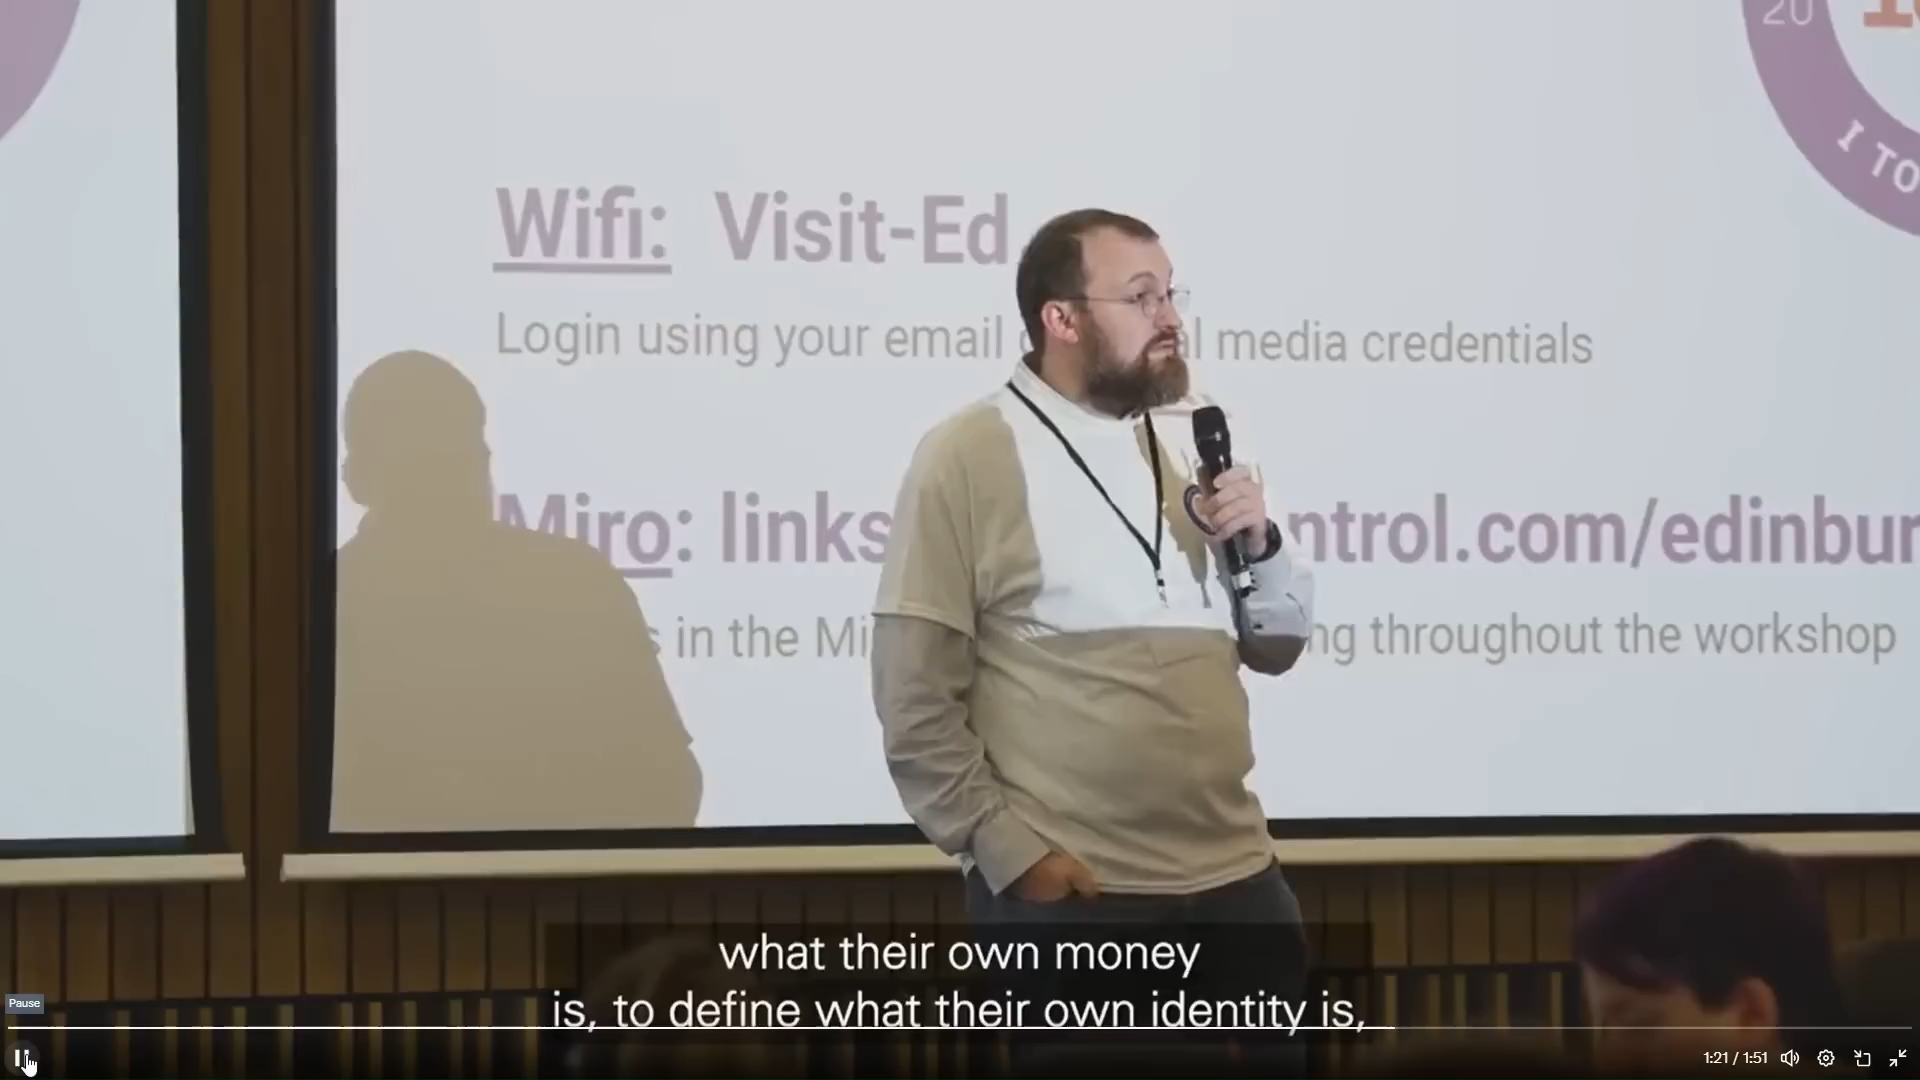 20
I TO
Wifi: Visit-Ed
Login using your email l media credentials
Miro: links ntrol.com/edinbur
s in the Mi ng throughout the workshop
what their own money
is, to define what their own identity is,
Pause
1:21 / 1:51